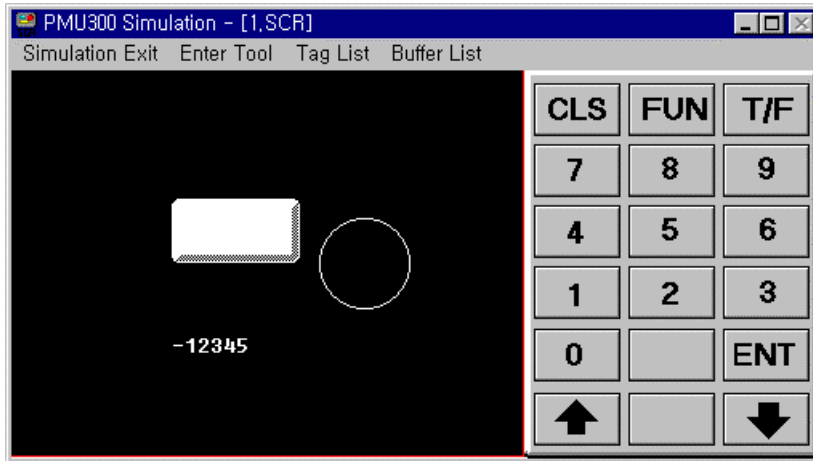 PMU300 Simulation - [1,SCR]
Simulation Exit Enter Tool Tag List Buffer List
CLS FUN T/F
7 8 9
4 5 6
1 2 3
-12345
0 ENT